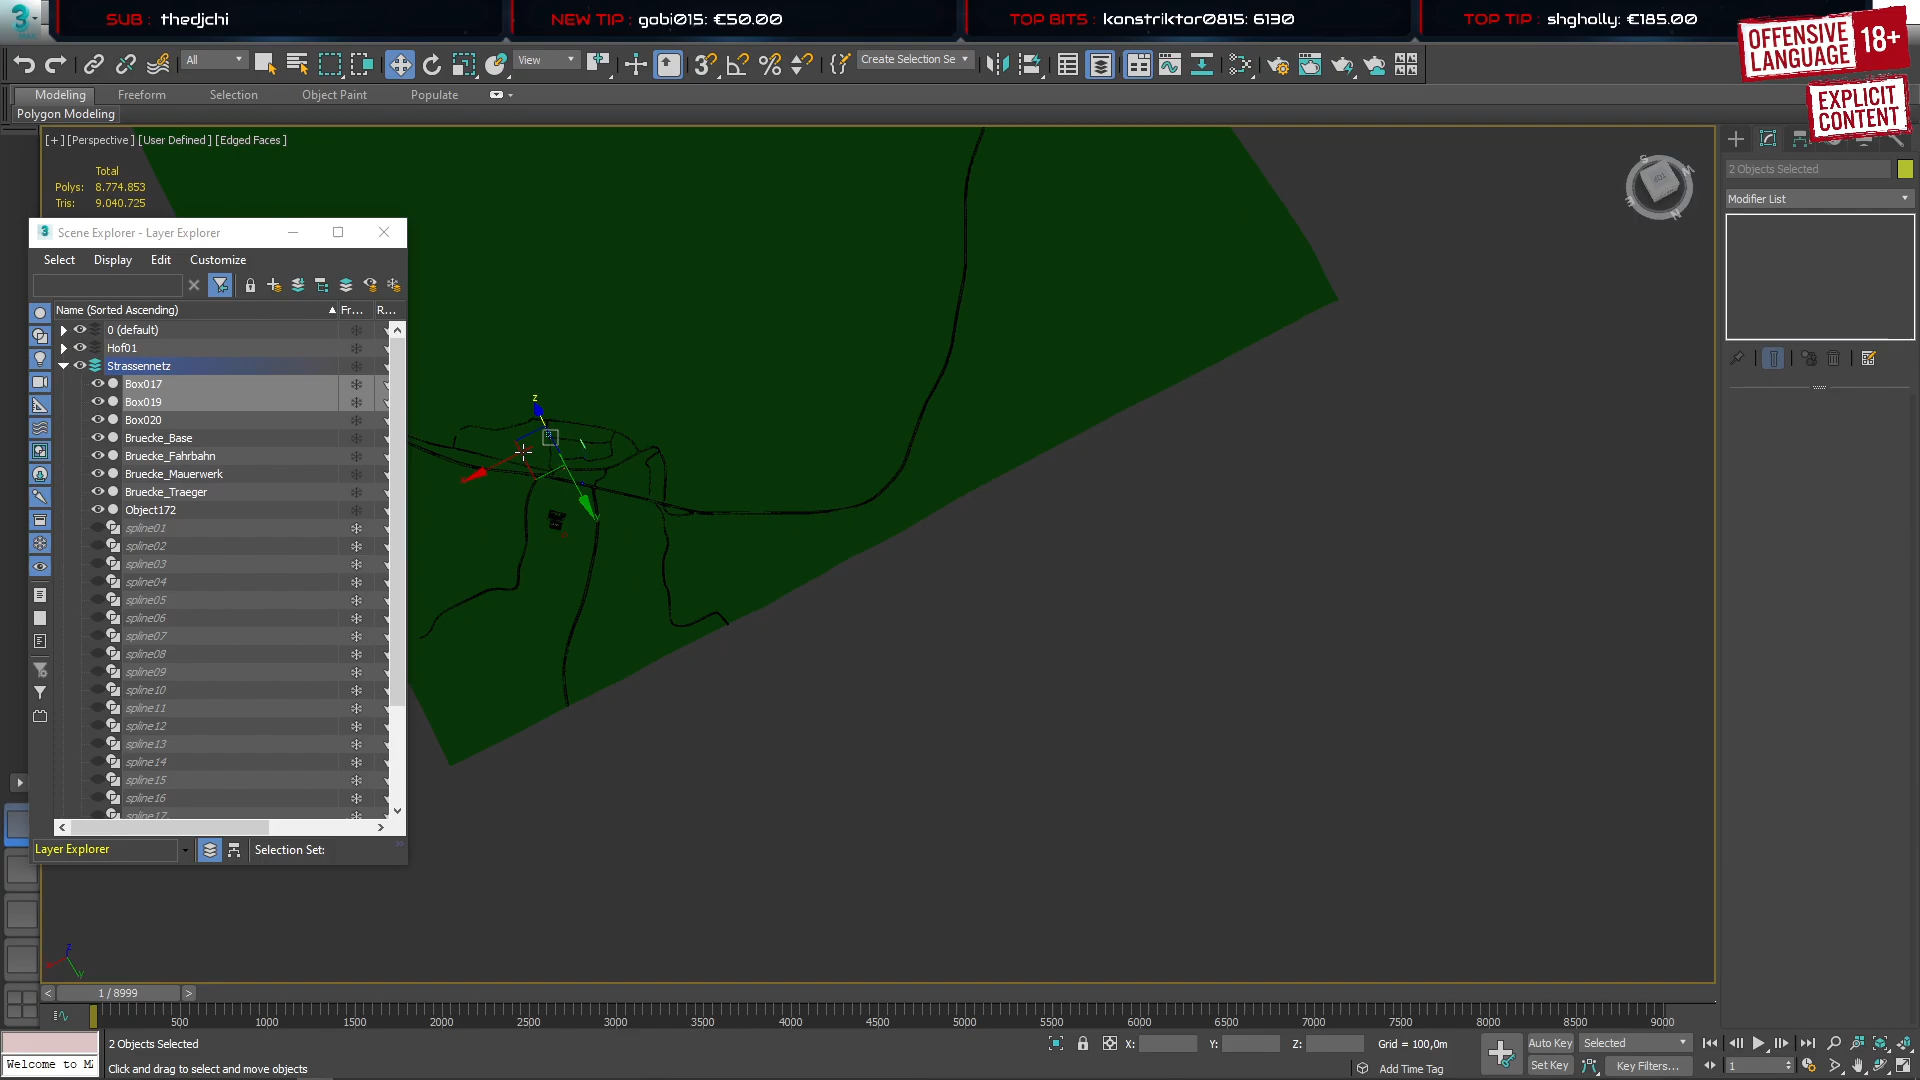 SUB : thedjchi
NEW TIP : gabi015: €50.00
TOP BITS : konstriktor0815: 6130
TOP TIP : shgholly: €185.00
OFFENSIVE LANGUAGE 18+
EXPLICIT CONTENT
3
MAX
All
View
Create Selection Se
Modeling
Freeform
Selection
Object Paint
Populate
Polygon Modeling
[+] [Perspective] [User Defined] [Edged Faces]
Total
Polys: 8.774.853
Tris: 9.040.725
2 Objects Selected
Modifier List
Scene Explorer - Layer Explorer
Select
Display
Edit
Customize
Name (Sorted Ascending)
Fr...
R...
0 (default)
Hof01
Strassennetz
Box017
Box019
Box020
Bruecke_Base
Bruecke_Fahrbahn
Bruecke_Mauerwerk
Bruecke_Traeger
Object172
spline01
spline02
spline03
spline04
spline05
spline06
spline07
spline08
spline09
spline10
spline11
spline12
spline13
spline14
spline15
spline16
spline17
Layer Explorer
Selection Set:
z
z
y
1 / 8999
500
1000
1500
2000
2500
3000
3500
4000
4500
5000
5500
6000
6500
7000
7500
8000
8500
9000
2 Objects Selected
X:
Y:
Z:
Grid = 100,0m
Auto Key
Selected
Welcome to M
Click and drag to select and move objects
Add Time Tag
Set Key
Key Filters...
1